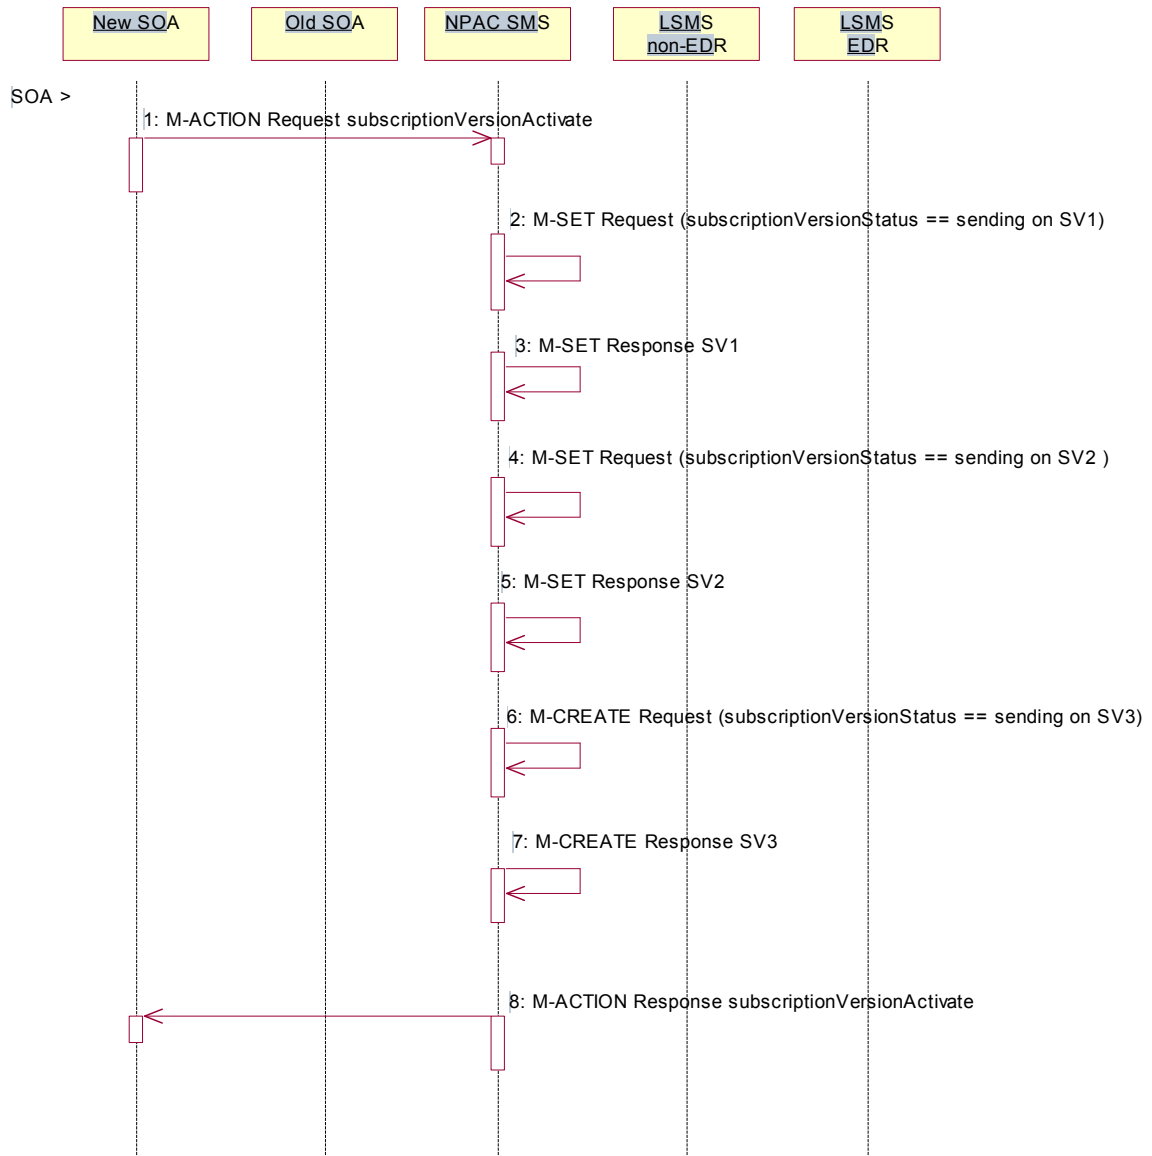 New SOA
Old SOA
NPAC SMS
LSMS
non-EDR
LSMS
EDR
SOA >
1: M-ACTION Request subscriptionVersionActivate
2: M-SET Request (subscriptionVersionStatus == sending on SV1)
3: M-SET Response SV1
4: M-SET Request (subscriptionVersionStatus == sending on SV2 )
5: M-SET Response SV2
6: M-CREATE Request (subscriptionVersionStatus == sending on SV3)
7: M-CREATE Response SV3
8: M-ACTION Response subscriptionVersionActivate